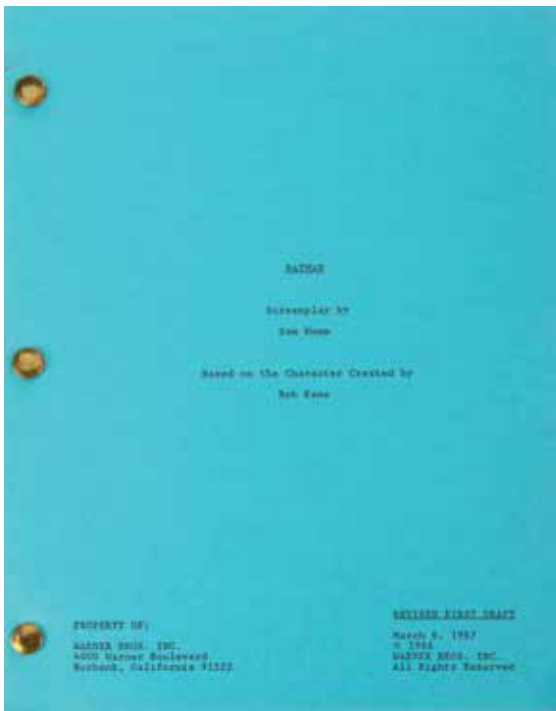 BATMAN
Screenplay by
Sam Hamm
Based on the Character Created by
Bob Kane
PROPERTY OF:
WARNER BROS. INC.
4000 Warner Boulevard
Burbank, California 91522
REVISED FIRST DRAFT
March 6, 1987
© 1986
WARNER BROS. INC.
All Rights Reserved